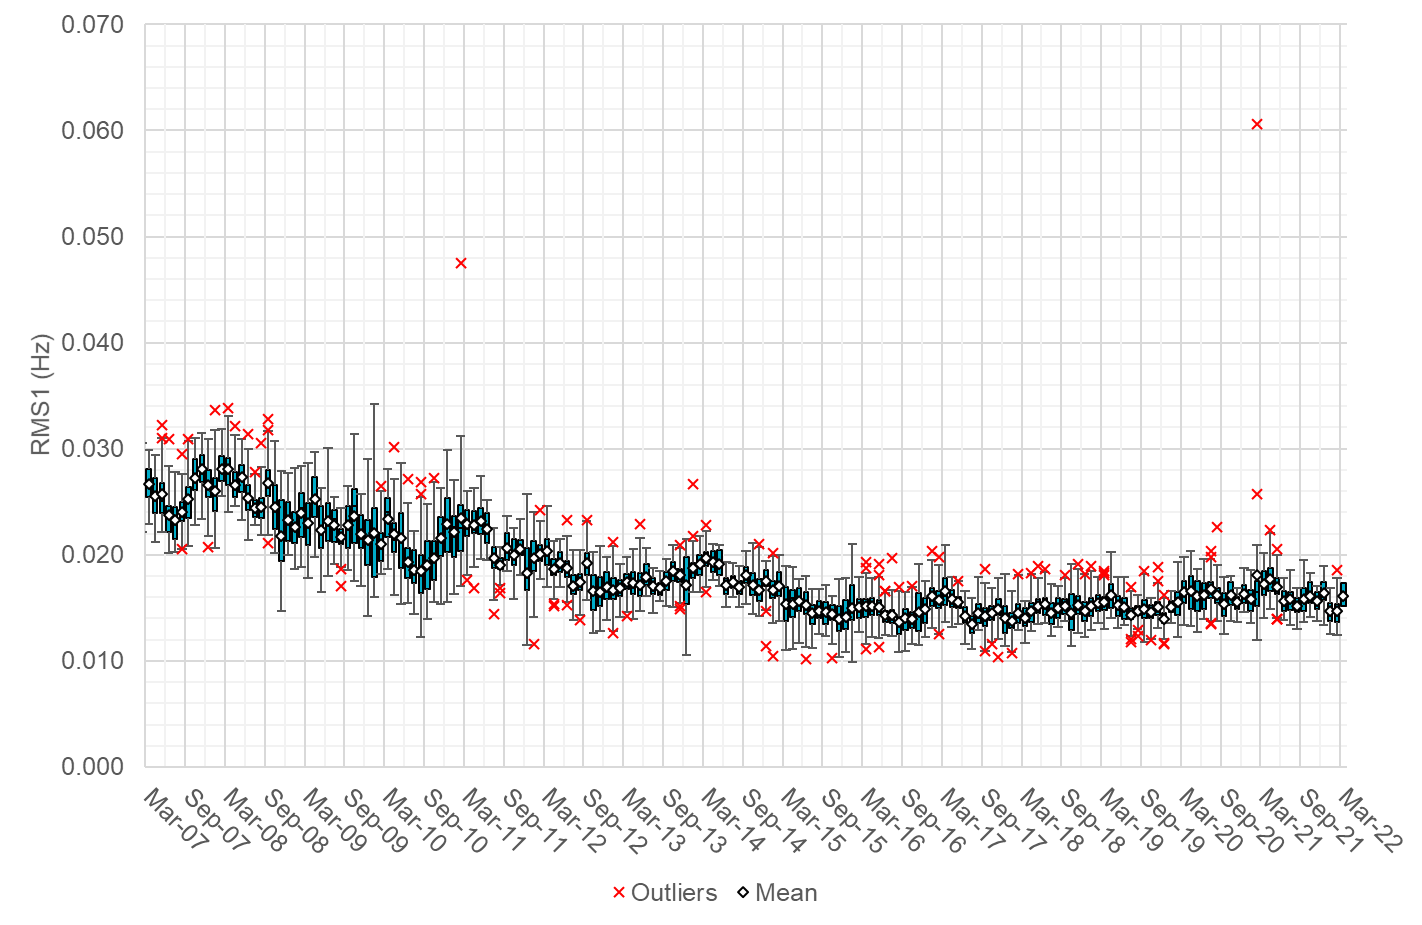 0.070
0.060
0.050
0.040
0.030
0.020
0.010
0.000
RMS1 (Hz)
Mar-07
Sep-07
Mar-08
Sep-08
Mar-09
Sep-09
Mar-10
Sep-10
Mar-11
Sep-11
Mar-12
Sep-12
Mar-13
Sep-13
Mar-14
Sep-14
Mar-15
Sep-15
Mar-16
Sep-16
Mar-17
Sep-17
Mar-18
Sep-18
Mar-19
Sep-19
Mar-20
Sep-20
Mar-21
Sep-21
Mar-22
Outliers Mean